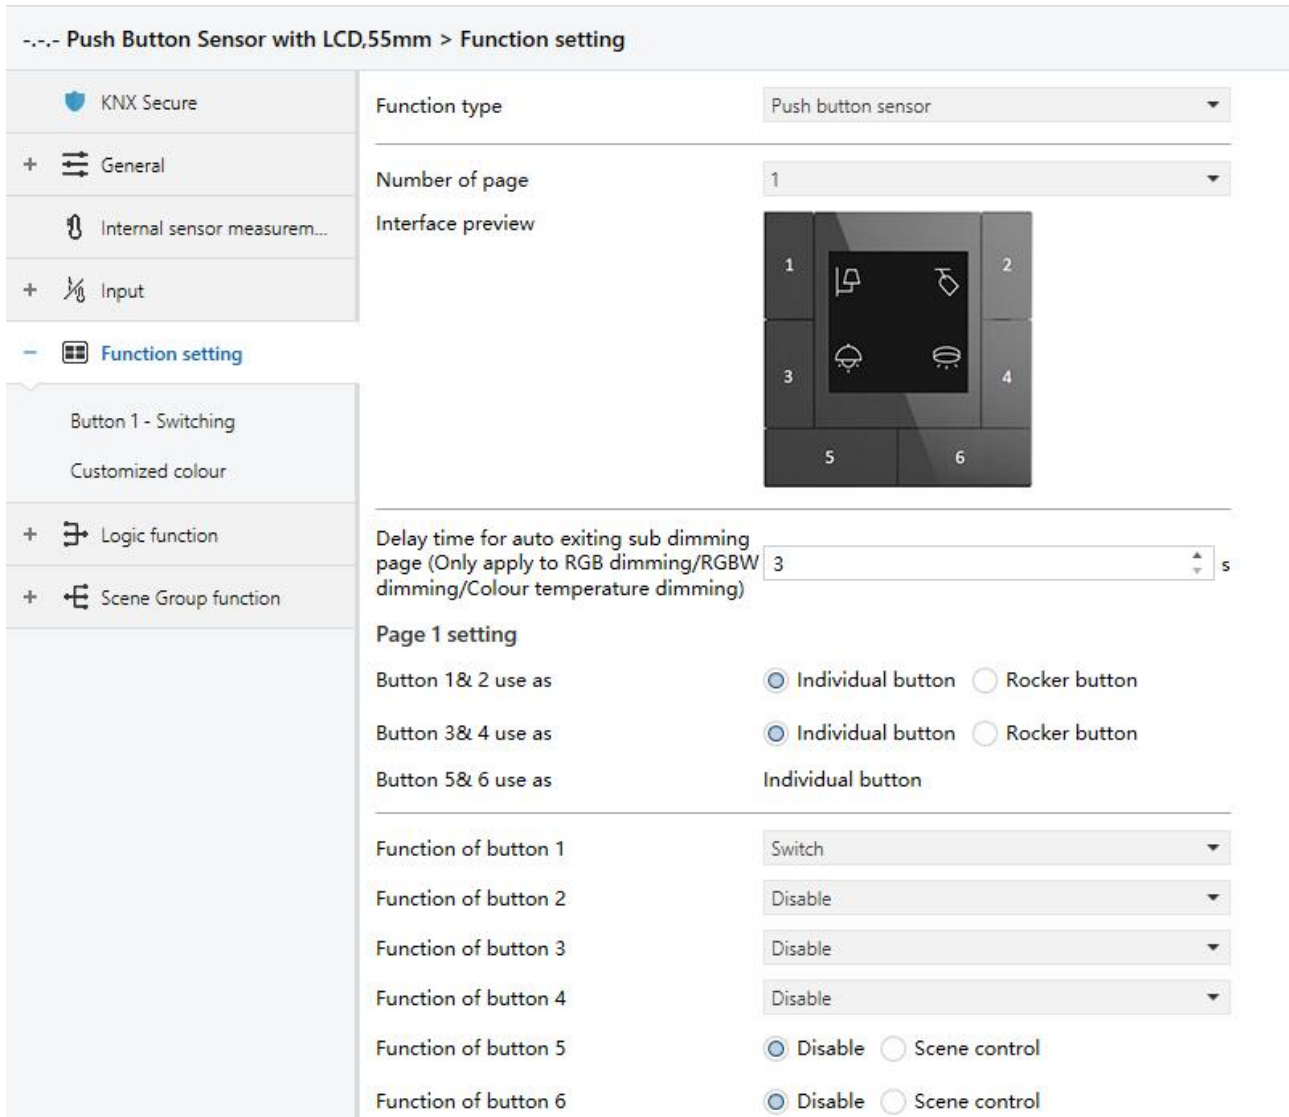 -.-.- Push Button Sensor with LCD,55mm > Function setting
KNX Secure
+ General
Internal sensor measurem...
+ Input
− Function setting
Button 1 - Switching
Customized colour
+ Logic function
+ Scene Group function
Function type
Push button sensor
Number of page
1
Interface preview
1
2
3
4
5
6
Delay time for auto exiting sub dimming
page (Only apply to RGB dimming/RGBW
dimming/Colour temperature dimming)
3
s
Page 1 setting
Button 1& 2 use as
Individual button Rocker button
Button 3& 4 use as
Individual button Rocker button
Button 5& 6 use as
Individual button
Function of button 1
Switch
Function of button 2
Disable
Function of button 3
Disable
Function of button 4
Disable
Function of button 5
Disable Scene control
Function of button 6
Disable Scene control